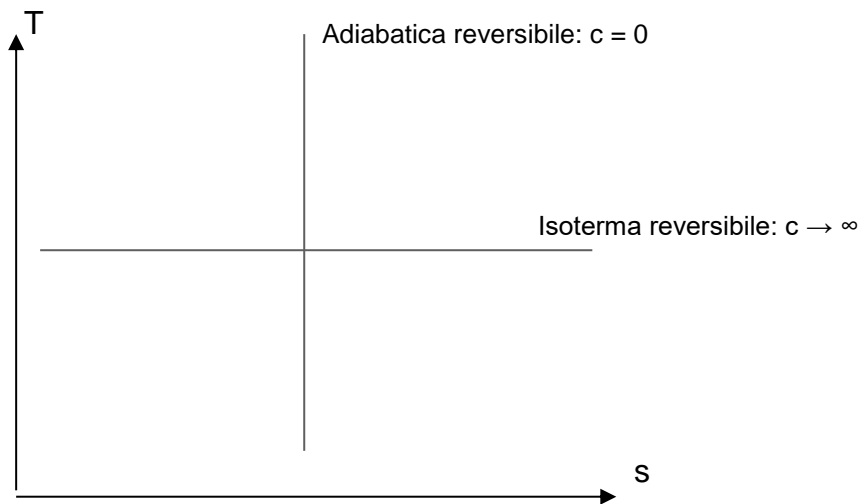 T
Adiabatica reversibile: c = 0
Isoterma reversibile: c → ∞
s